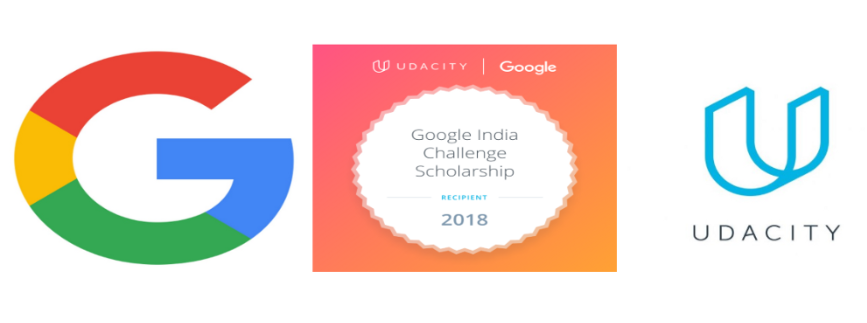 UDACITY | Google
Google India
Challenge
Scholarship
RECIPIENT
2018
UDACITY